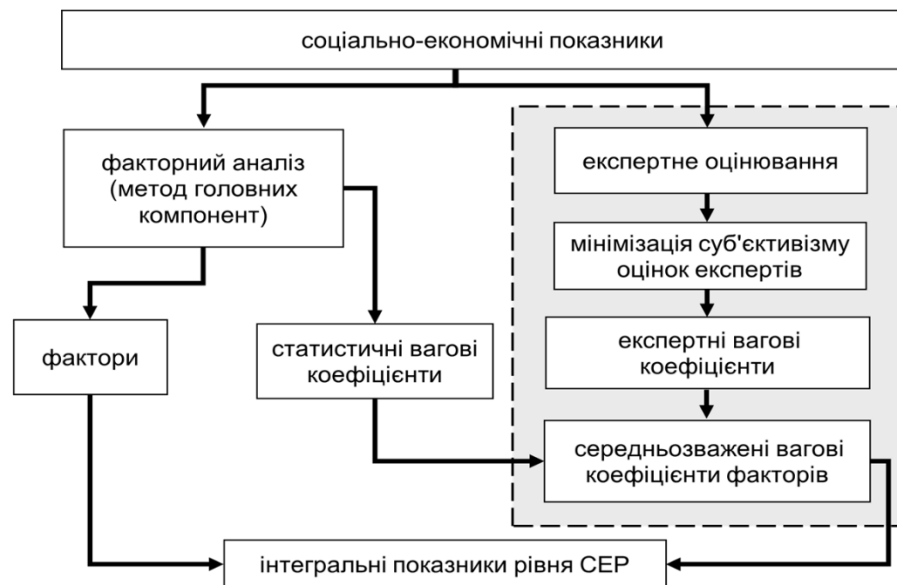 соціально-економічні показники
факторний аналіз
(метод головних
компонент)
експертне оцінювання
мінімізація суб'єктивізму
оцінок експертів
фактори
статистичні вагові
коефіцієнти
експертні вагові
коефіцієнти
середньозважені вагові
коефіцієнти факторів
інтегральні показники рівня СЕР